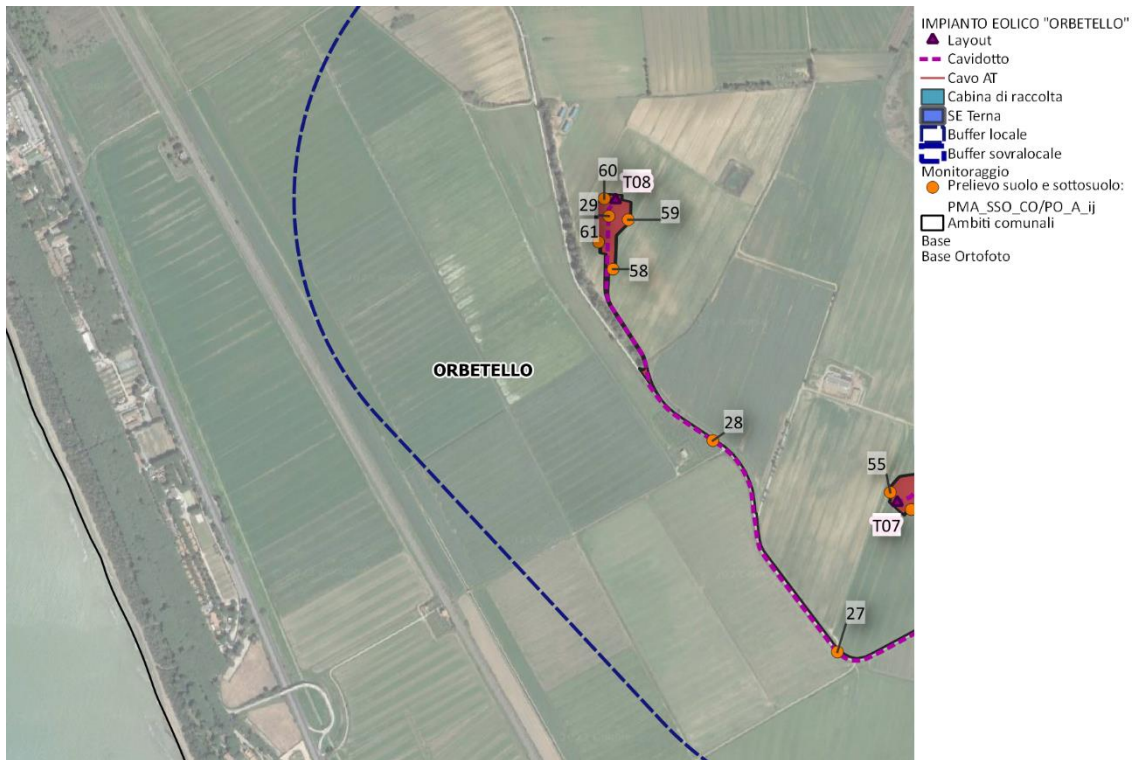 IMPIANTO EOLICO "ORBETELLO"
Layout
Cavidotto
Cavo AT
Cabina di raccolta
SE Terna
Buffer locale
Buffer sovralocale
Monitoraggio
Prelievo suolo e sottosuolo:
PMA_SSO_CO/PO_A_ij
Ambiti comunali
Base
Base Ortofoto
60
T08
29
59
61
58
ORBETELLO
28
55
T07
27